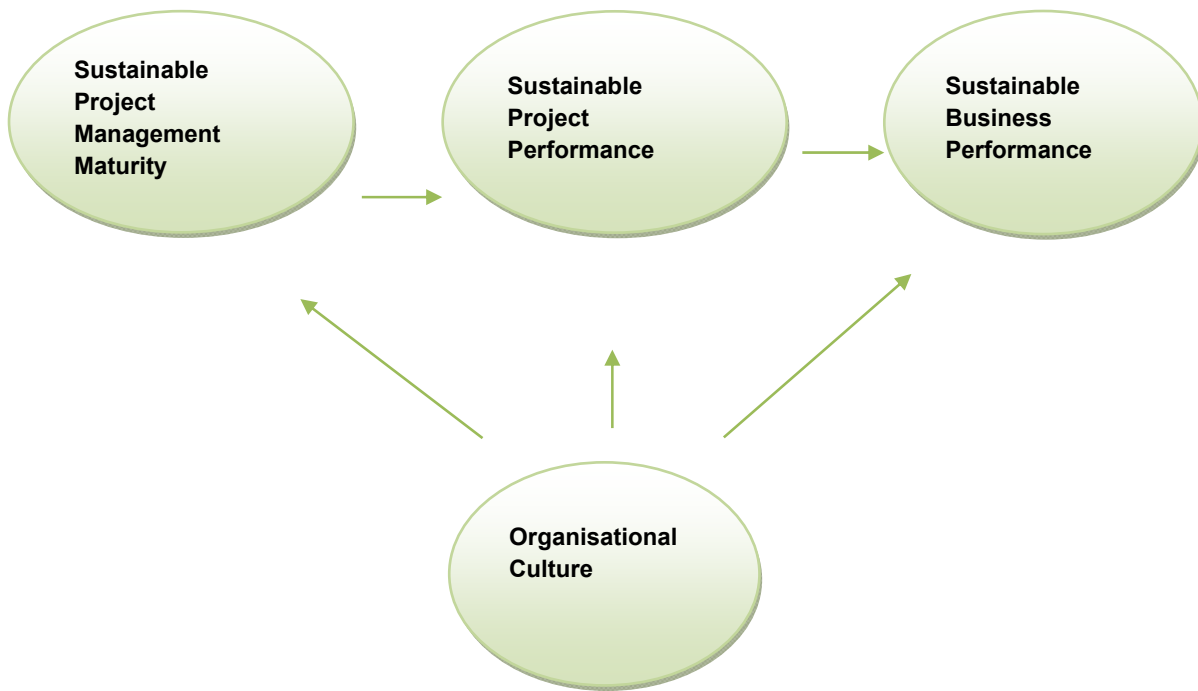 Sustainable
Project
Management
Maturity
Sustainable
Project
Performance
Sustainable
Business
Performance
Organisational
Culture